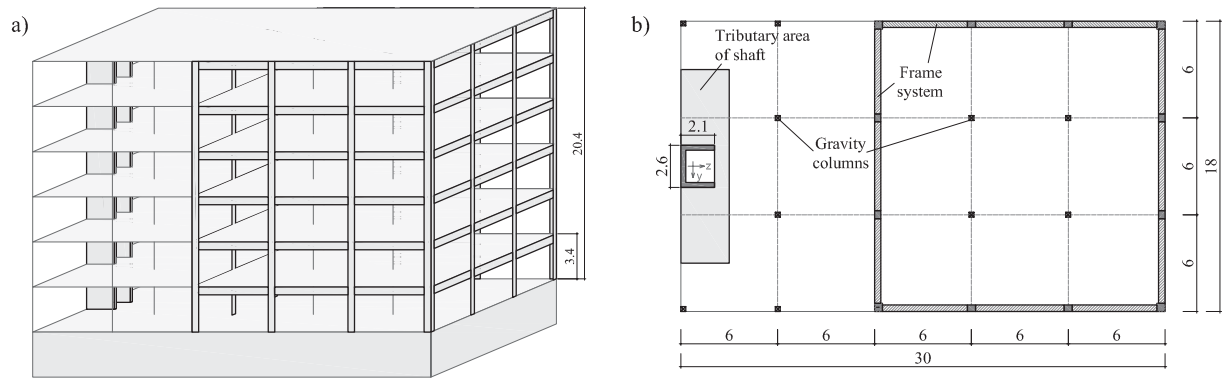 a)
20.4
3.4
b)
Tributary area
of shaft
Frame
system
2.1
Gravity
columns
2.6
z
y
6
6
6
18
6
6
6
6
6
30